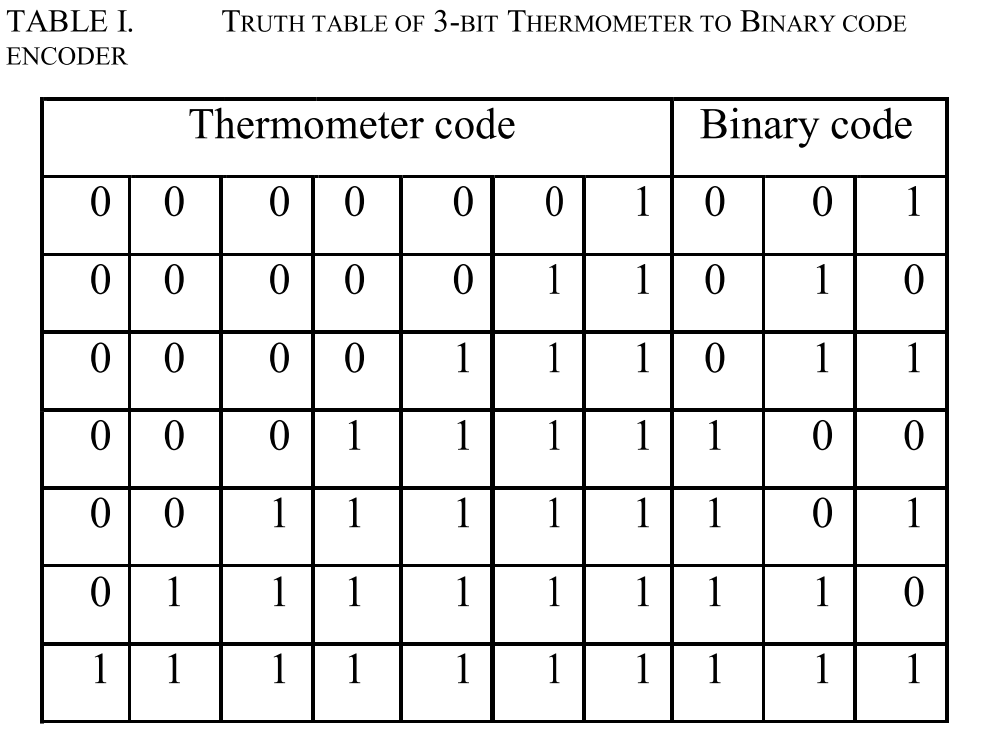 TABLE I. TRUTH TABLE OF 3-BIT THERMOMETER TO BINARY CODE
ENCODER
Thermometer code Binary code
0 0 0 0 0 0 1 0 0 1
0 0 0 0 0 1 1 0 1 0
0 0 0 0 1 1 1 0 1 1
0 0 0 1 1 1 1 1 0 0
0 0 1 1 1 1 1 1 0 1
0 1 1 1 1 1 1 1 1 0
1 1 1 1 1 1 1 1 1 1